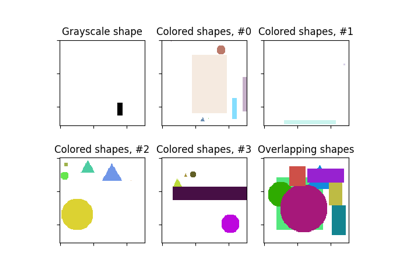 Grayscale shape
Colored shapes, #0
Colored shapes, #1
Colored shapes, #2
Colored shapes, #3
Overlapping shapes